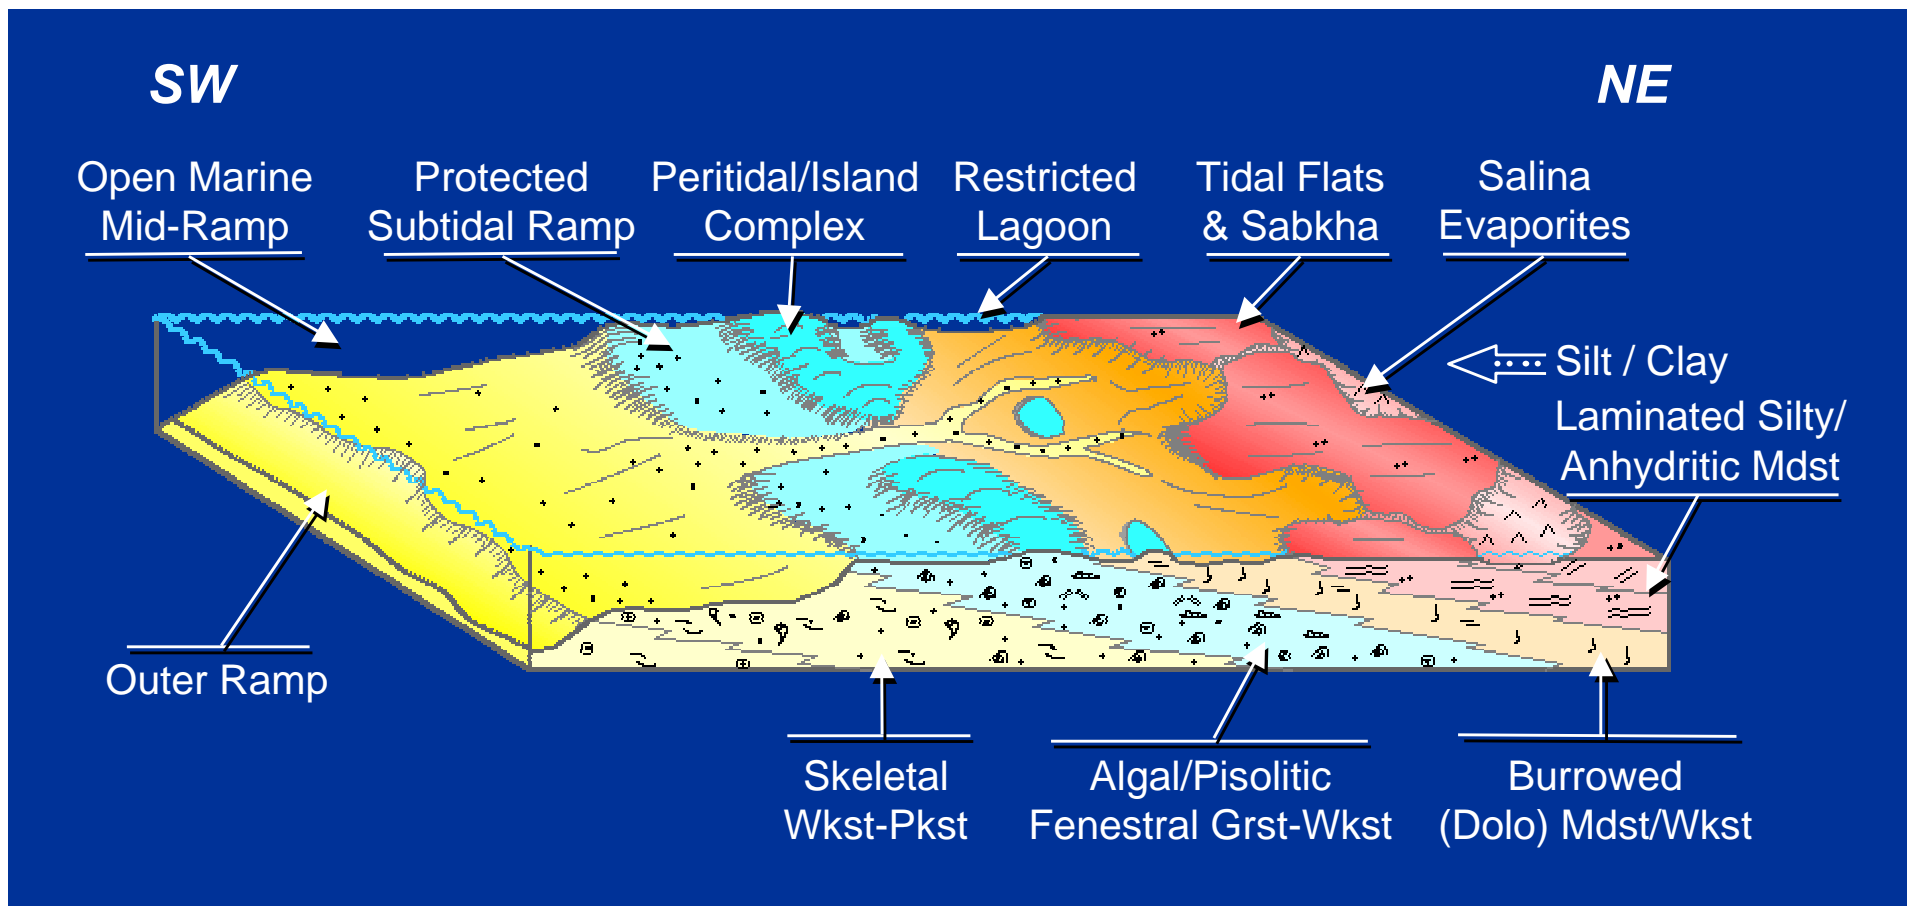 SW
NE
Open Marine
Mid-Ramp
Protected
Subtidal Ramp
Peritidal/Island
Complex
Restricted
Lagoon
Tidal Flats
& Sabkha
Salina
Evaporites
Silt / Clay
Laminated Silty/
Anhydritic Mdst
Outer Ramp
Skeletal
Wkst-Pkst
Algal/Pisolitic
Fenestral Grst-Wkst
Burrowed
(Dolo) Mdst/Wkst